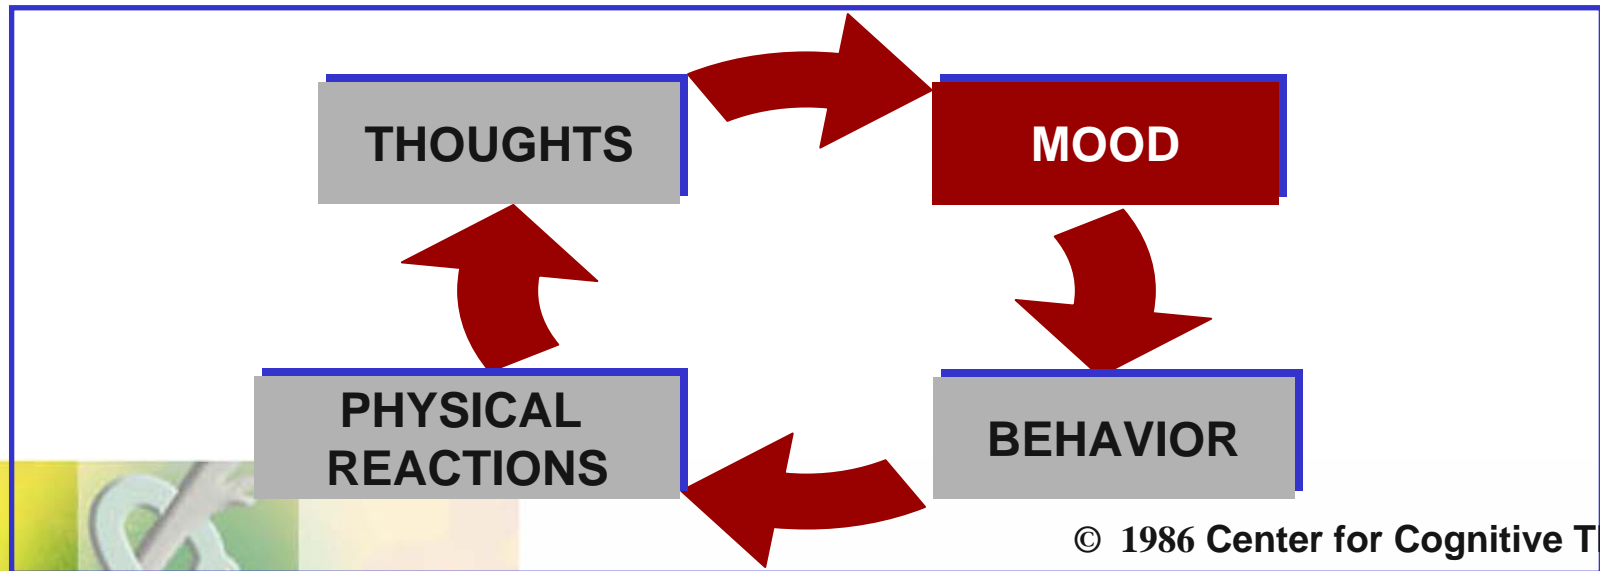 THOUGHTS
MOOD
PHYSICAL
REACTIONS
BEHAVIOR
© 1986 Center for Cognitive